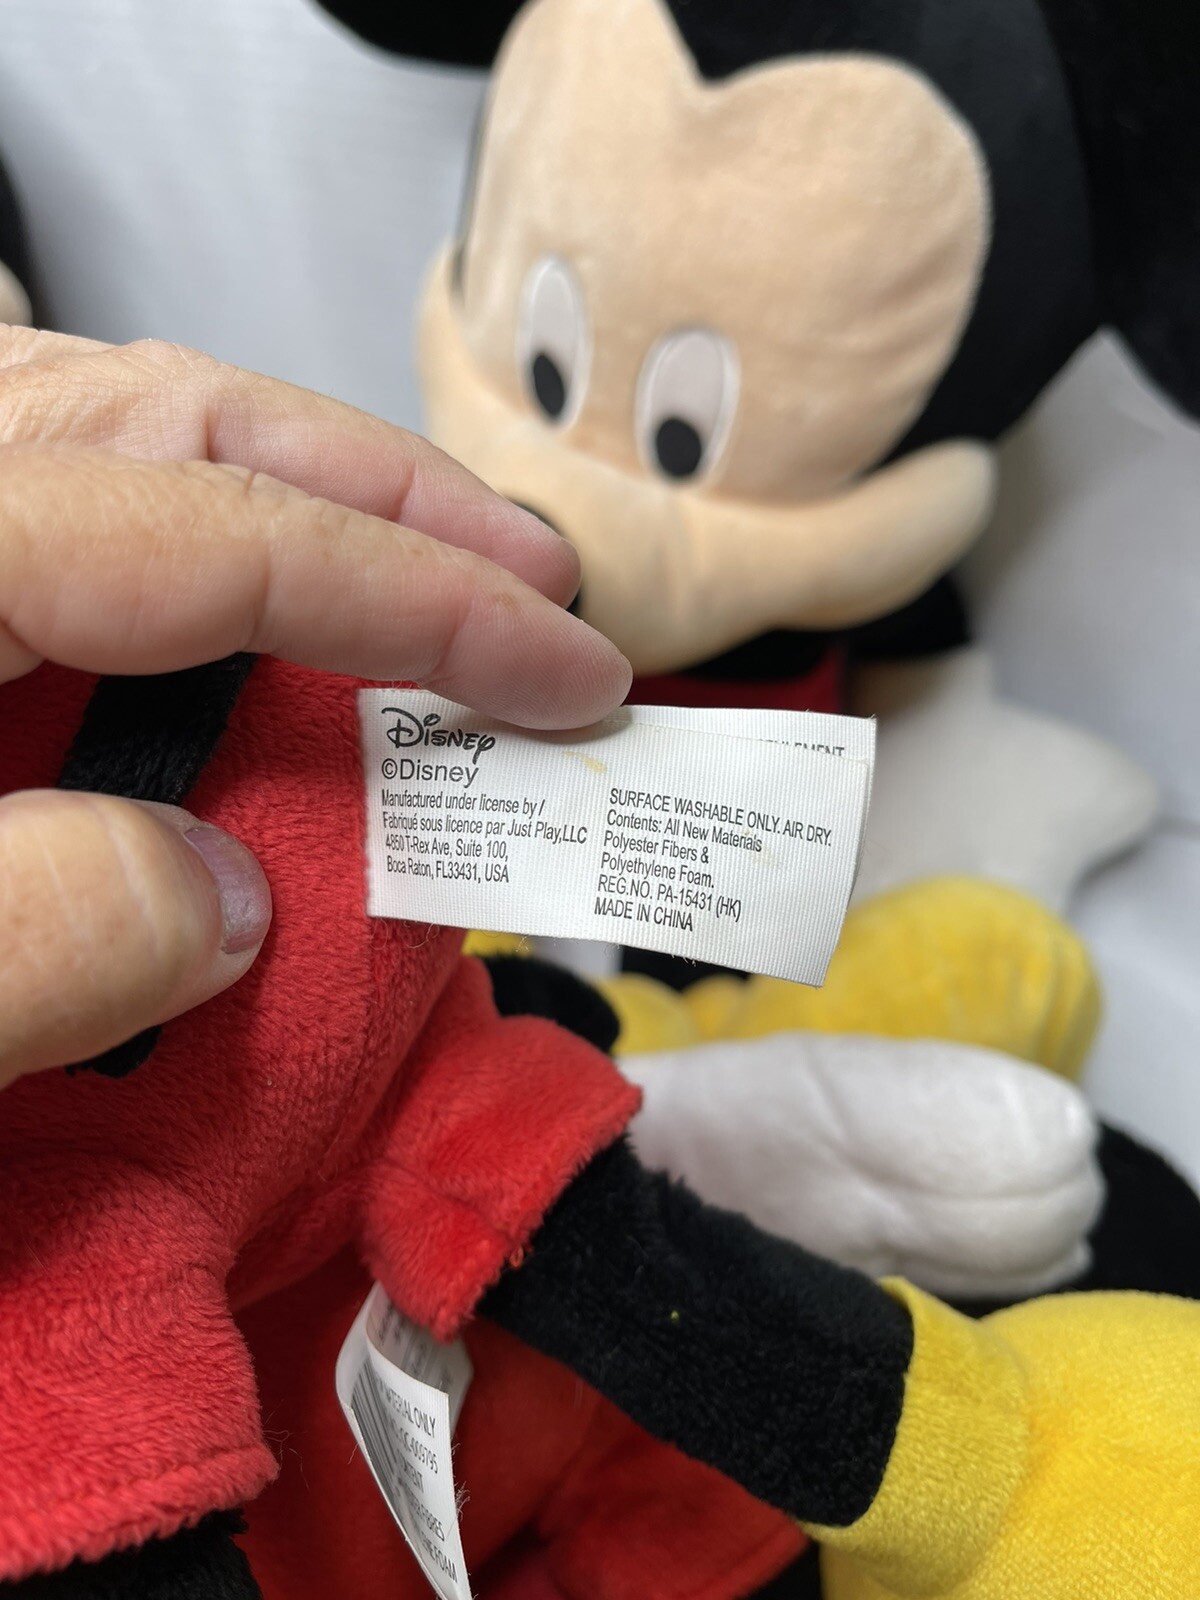 Disney
©Disney
Manufactured under license by /
Fabriqué sous licence par Just Play,LLC
4850 T-Rex Ave, Suite 100,
Boca Raton, FL33431, USA
SURFACE WASHABLE ONLY. AIR DRY.
Contents: All New Materials
Polyester Fibers &
Polyethylene Foam.
REG.NO. PA-15431 (HK)
MADE IN CHINA
ONLY
FOAM